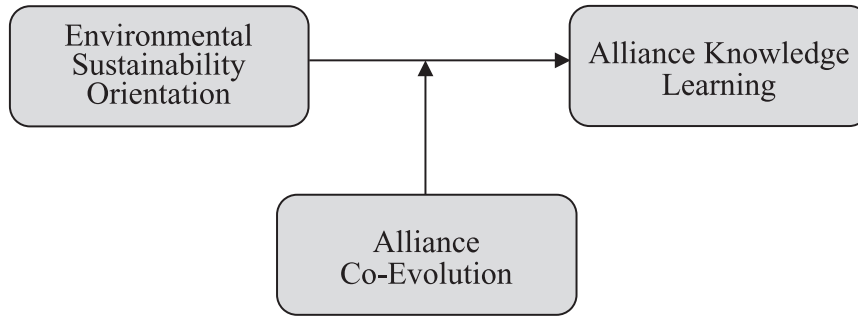 Environmental
Sustainability
Orientation
Alliance Knowledge
Learning
Alliance
Co-Evolution